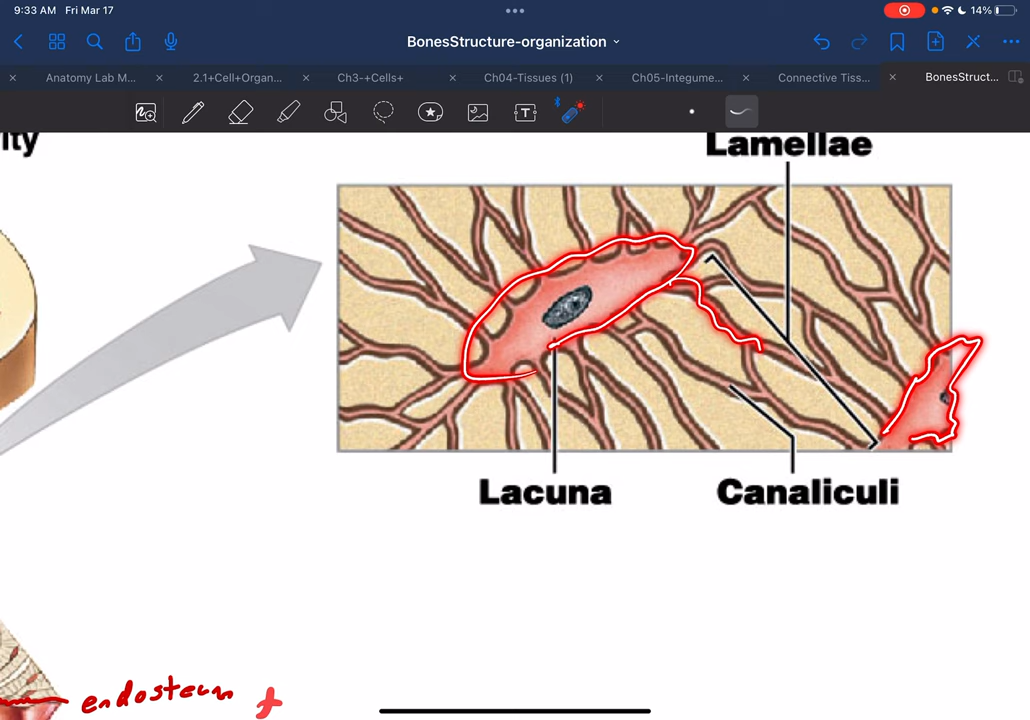 9:33 AM Fri Mar 17
14%
BonesStructure-organization
Anatomy Lab M...
2.1+Cell+Organ...
Ch3-+Cells+
Ch04-Tissues (1)
Ch05-Integume...
Connective Tiss...
BonesStruct...
T
ity
Lamellae
Lacuna
Canaliculi
endosteum